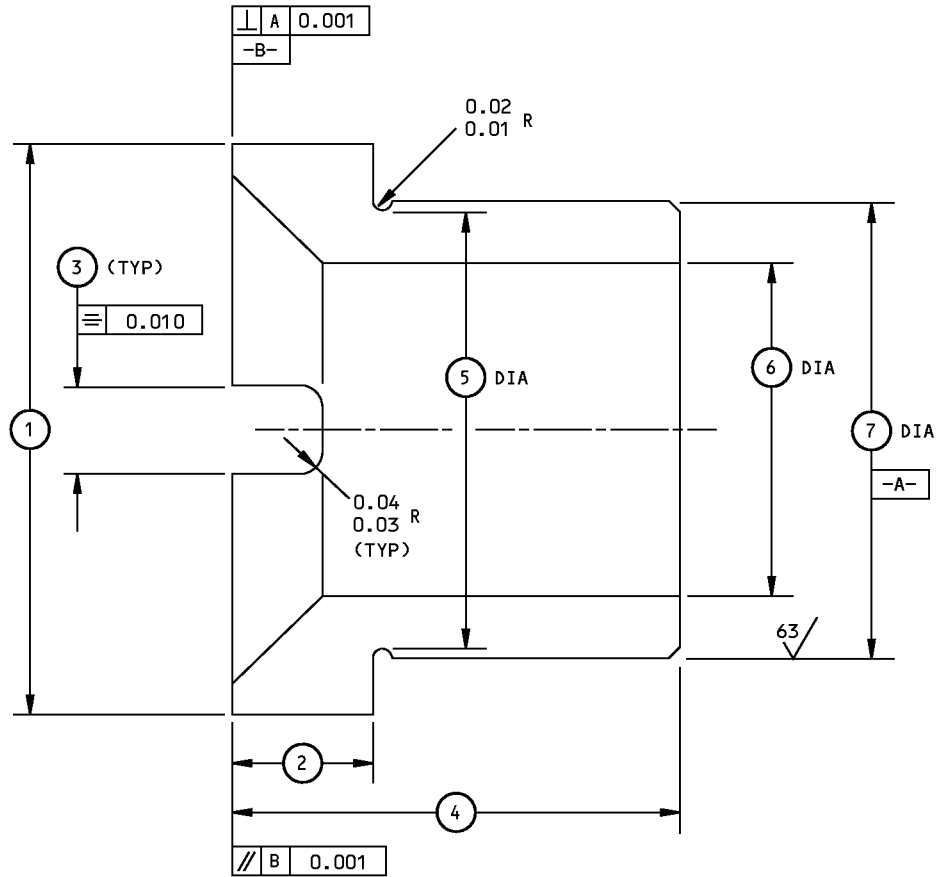 ⊥ A 0.001
-B-
0.02
0.01 R
3 (TYP)
⌯ 0.010
5 DIA
6 DIA
1
7 DIA
-A-
0.04
0.03 R
(TYP)
63
2
4
// B 0.001